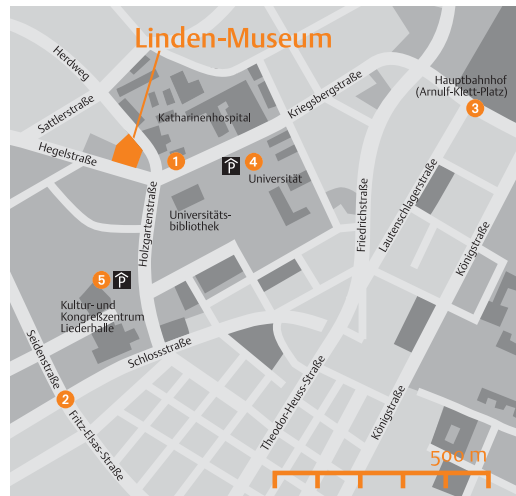 Linden-Museum
Herdweg
Sattlerstraße
Hegelstraße
Katharinenhospital
Kriegsbergstraße
Hauptbahnhof
(Arnulf-Klett-Platz)
3
1
P
4
Universität
Universitäts-
bibliothek
Holzgartenstraße
Friedrichstraße
Lautenschlagerstraße
Königstraße
5
P
Kultur- und
Kongreßzentrum
Liederhalle
Seidenstraße
Schlossstraße
2
Fritz-Elsas-Straße
Theodor-Heuss-Straße
Königstraße
500 m